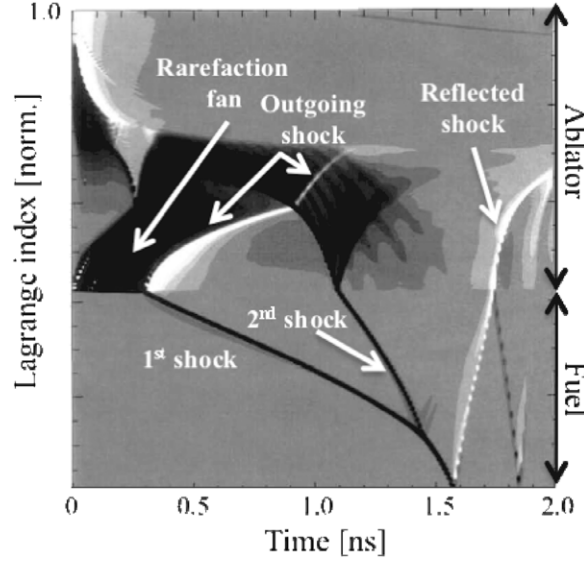 1.0
Rarefaction
fan
Outgoing
shock
Reflected
shock
Ablator
Lagrange index [norm.]
2nd shock
1st shock
Fuel
0
0.5
1.0
1.5
2.0
Time [ns]